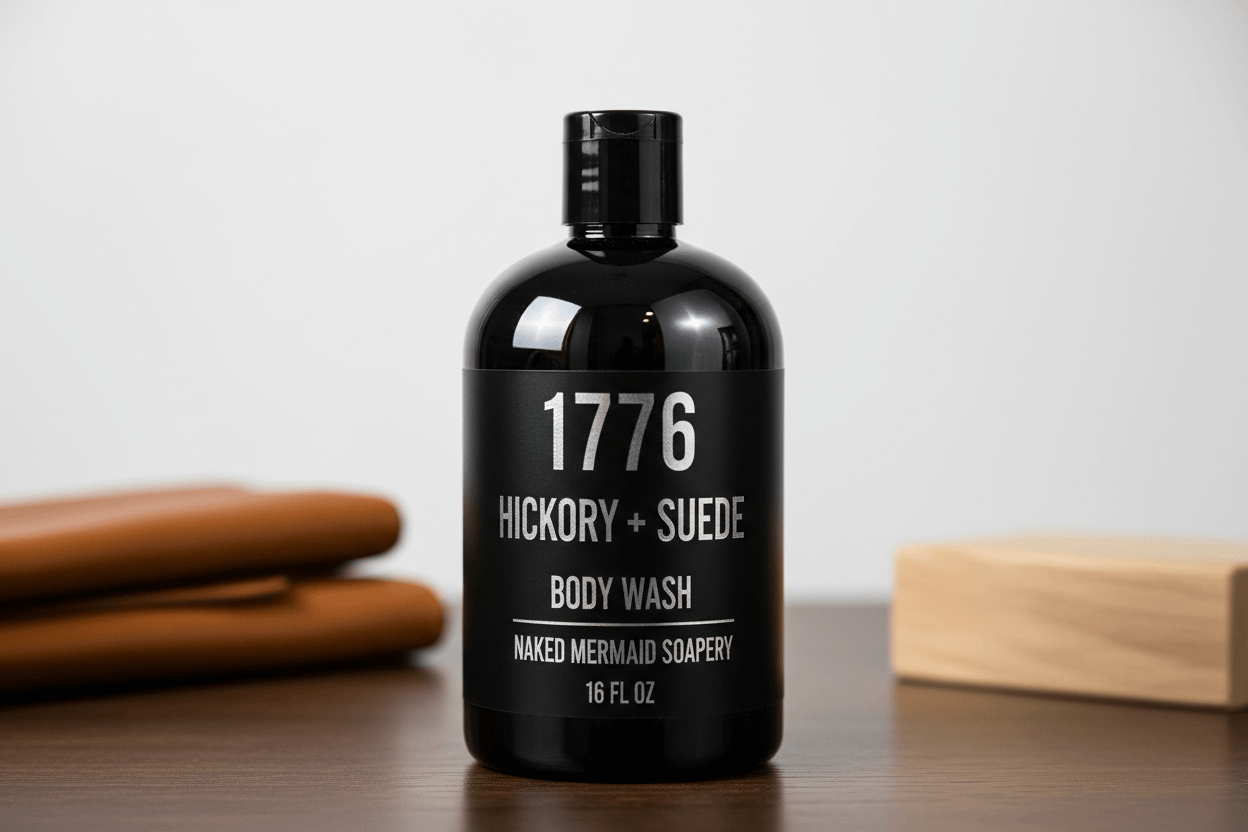 1776
HICKORY + SUEDE
BODY WASH
NAKED MERMAID SOAPERY
16 FL OZ